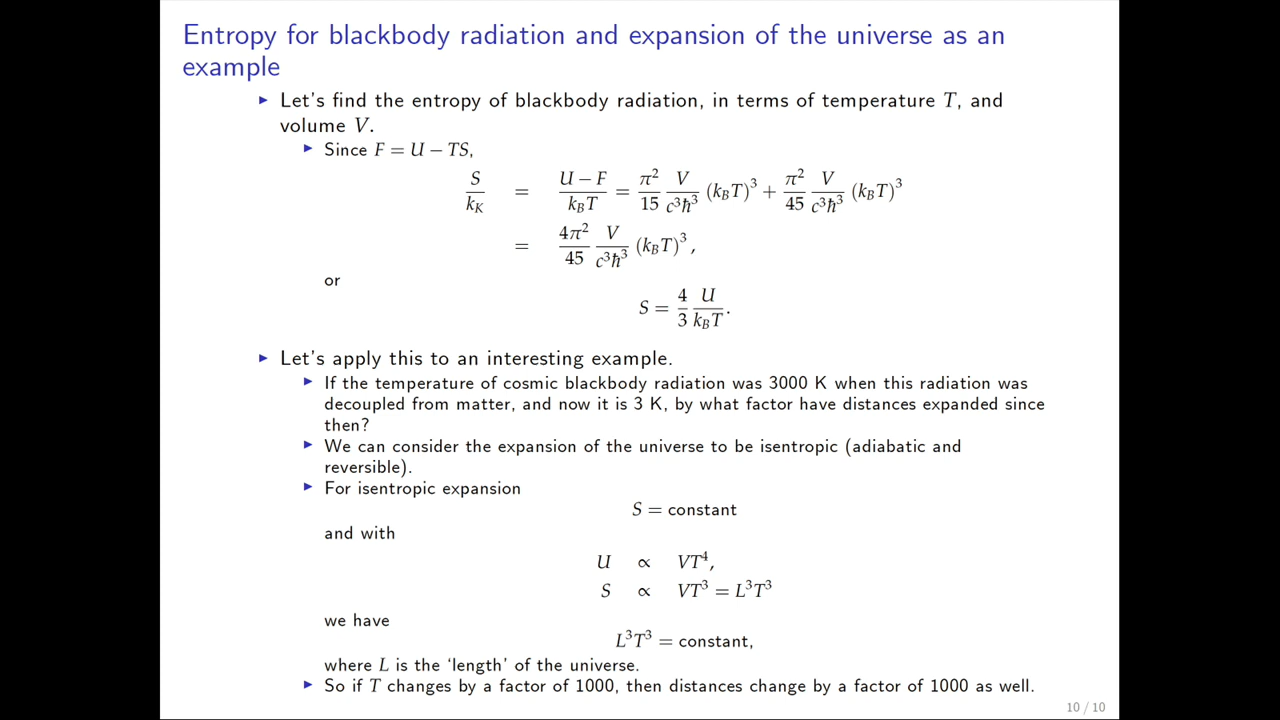 Entropy for blackbody radiation and expansion of the universe as an
example
▶ Let's find the entropy of blackbody radiation, in terms of temperature T, and
volume V.
▶ Since F = U − TS,
S/k_K = (U − F)/(k_B T) = π²/15 V/(c³ħ³) (k_B T)³ + π²/45 V/(c³ħ³) (k_B T)³
= 4π²/45 V/(c³ħ³) (k_B T)³ ,
or
S = 4/3 U/(k_B T).
▶ Let's apply this to an interesting example.
▶ If the temperature of cosmic blackbody radiation was 3000 K when this radiation was
decoupled from matter, and now it is 3 K, by what factor have distances expanded since
then?
▶ We can consider the expansion of the universe to be isentropic (adiabatic and
reversible).
▶ For isentropic expansion
S = constant
and with
U ∝ VT⁴,
S ∝ VT³ = L³T³
we have
L³T³ = constant,
where L is the ‘length’ of the universe.
▶ So if T changes by a factor of 1000, then distances change by a factor of 1000 as well.
10 / 10